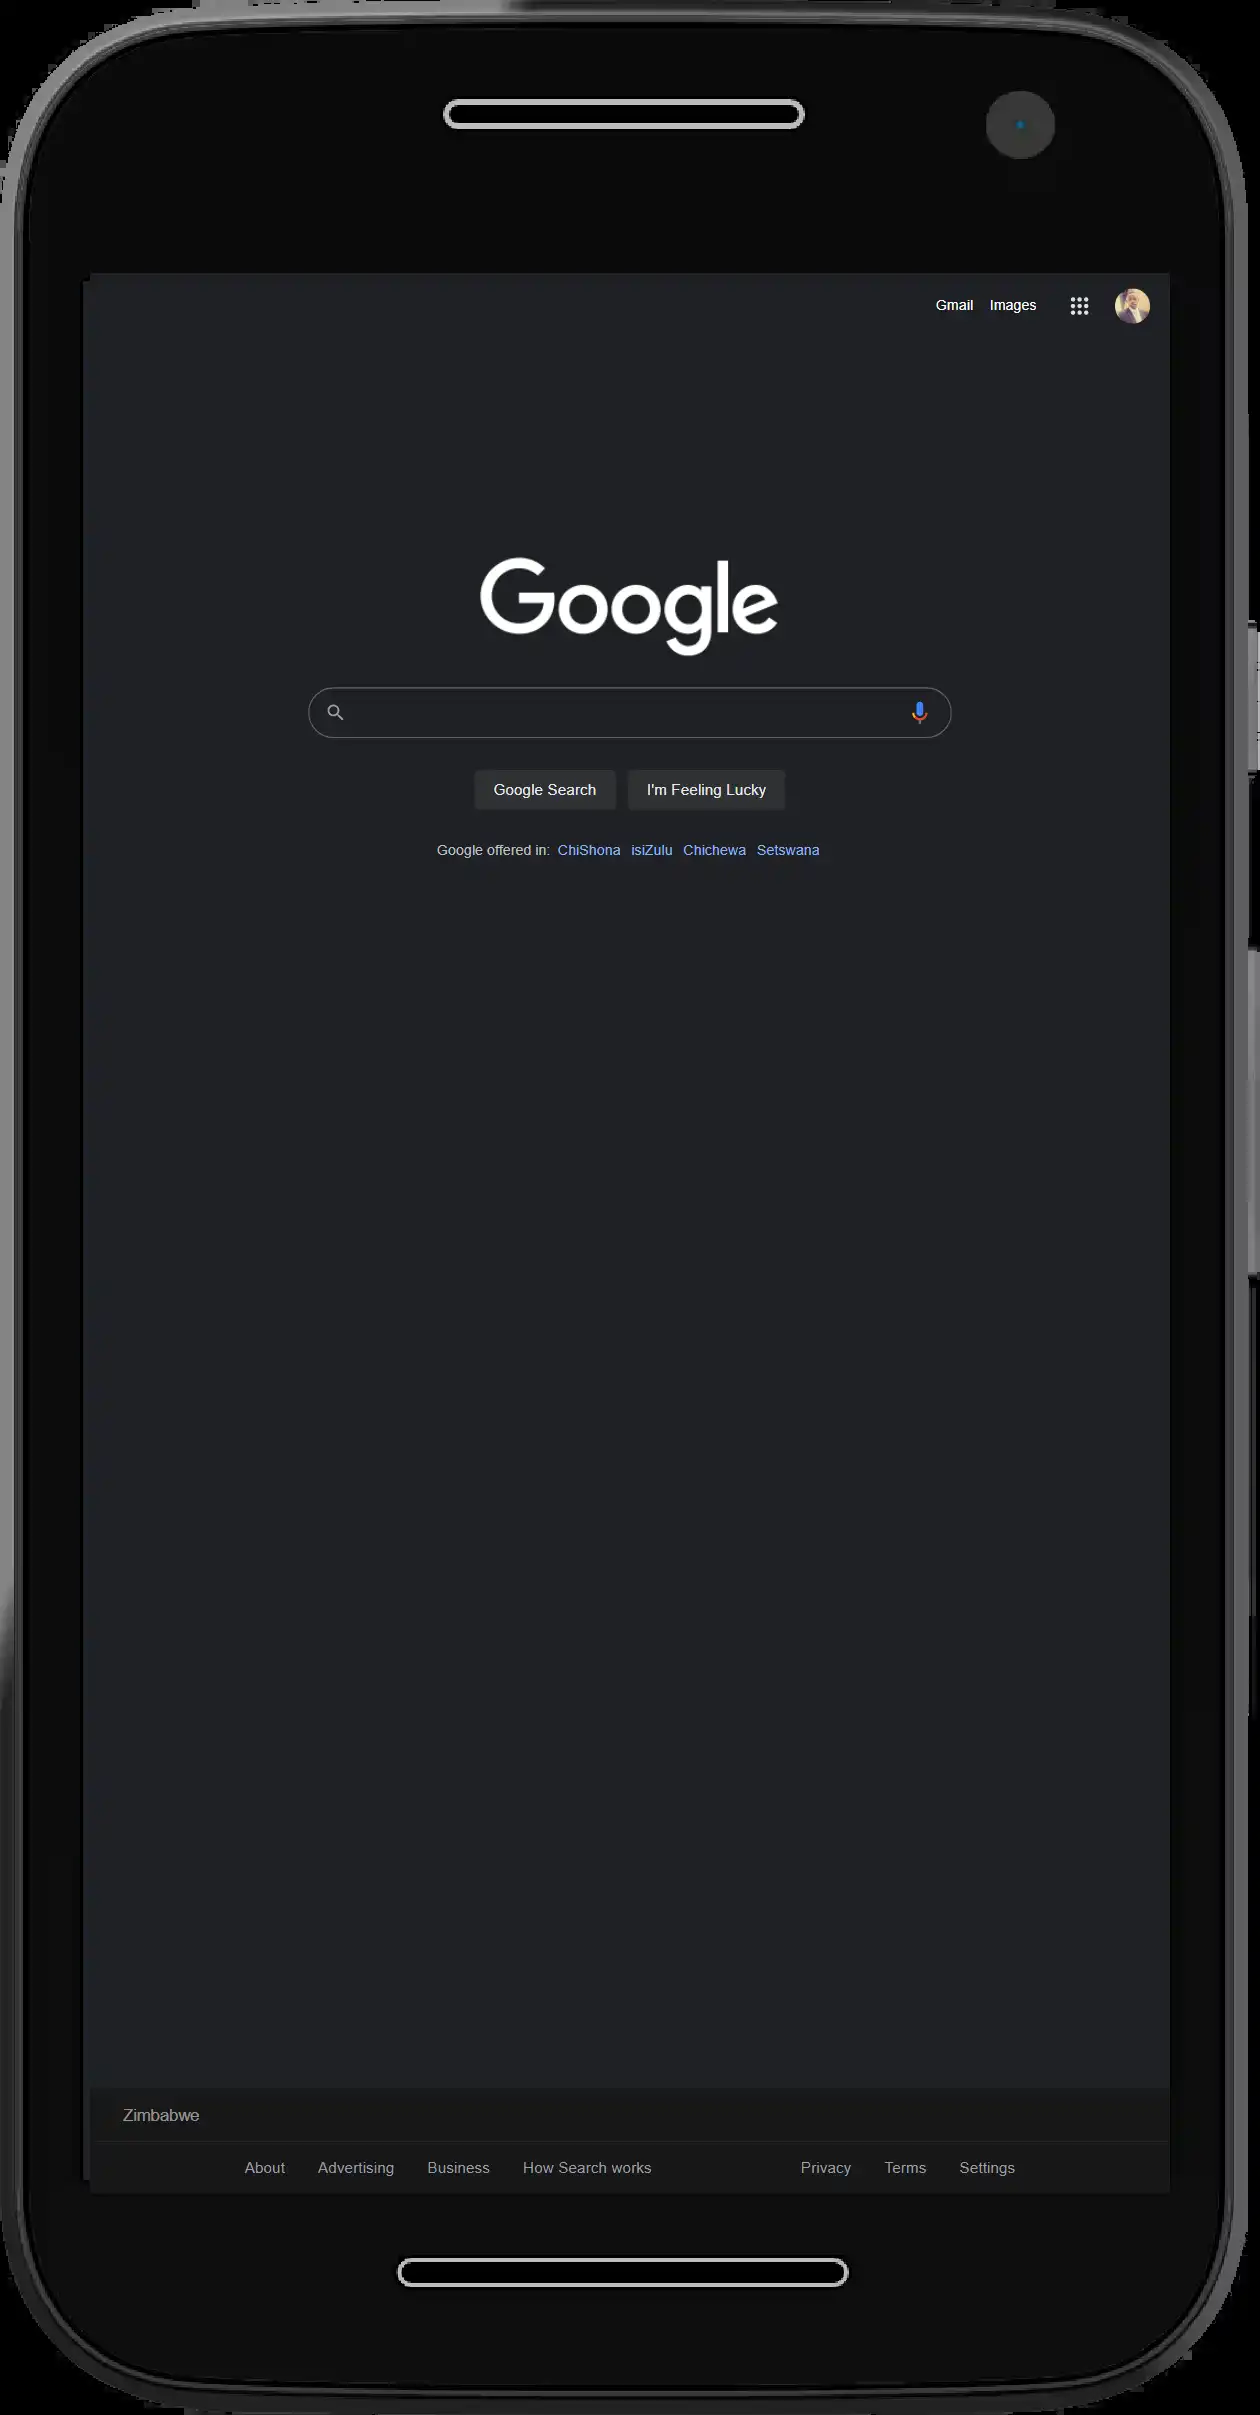 Gmail Images
Google
Google Search I'm Feeling Lucky
Google offered in: ChiShona isiZulu Chichewa Setswana
Zimbabwe
About Advertising Business How Search works Privacy Terms Settings